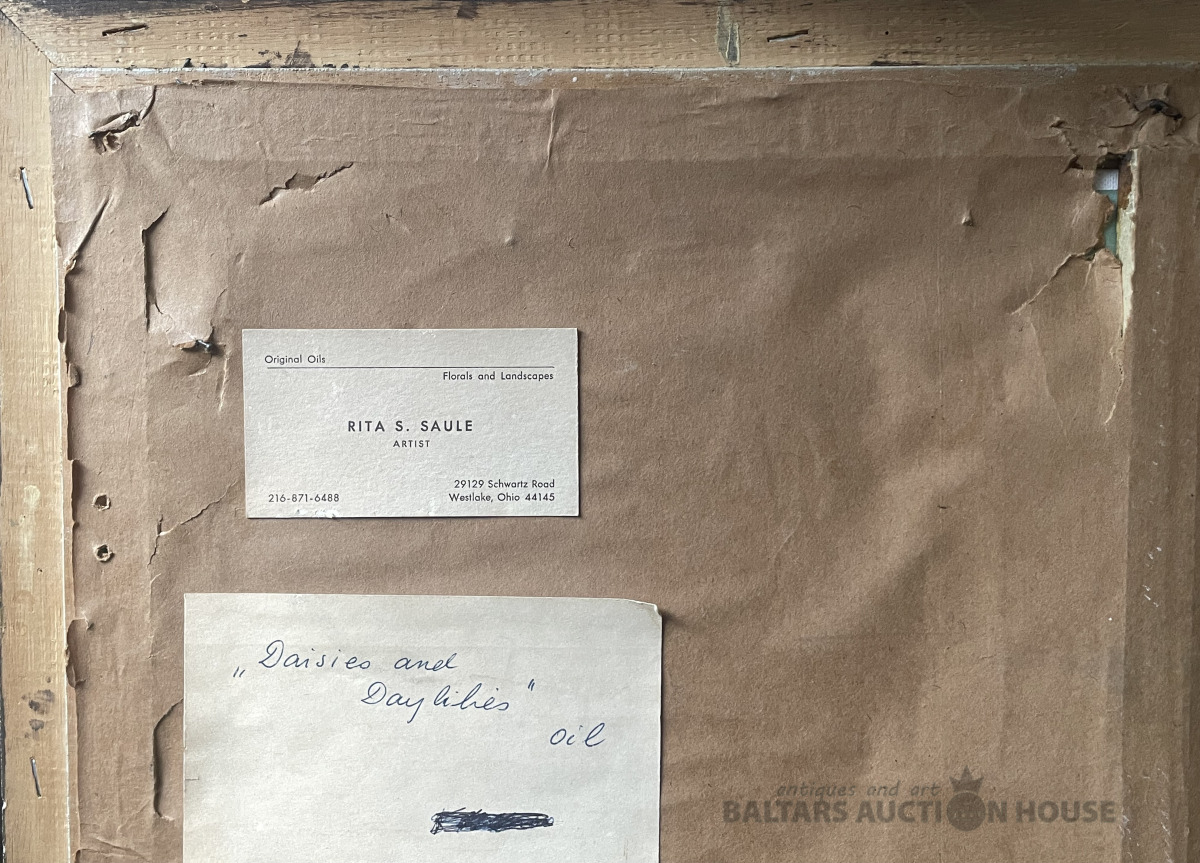 Original Oils
Florals and Landscapes
RITA S. SAULE
ARTIST
29129 Schwartz Road
216-871-6488 Westlake, Ohio 44145
„Daisies and
Daylilies"
oil
antiques and art
BALTARS AUCTION HOUSE